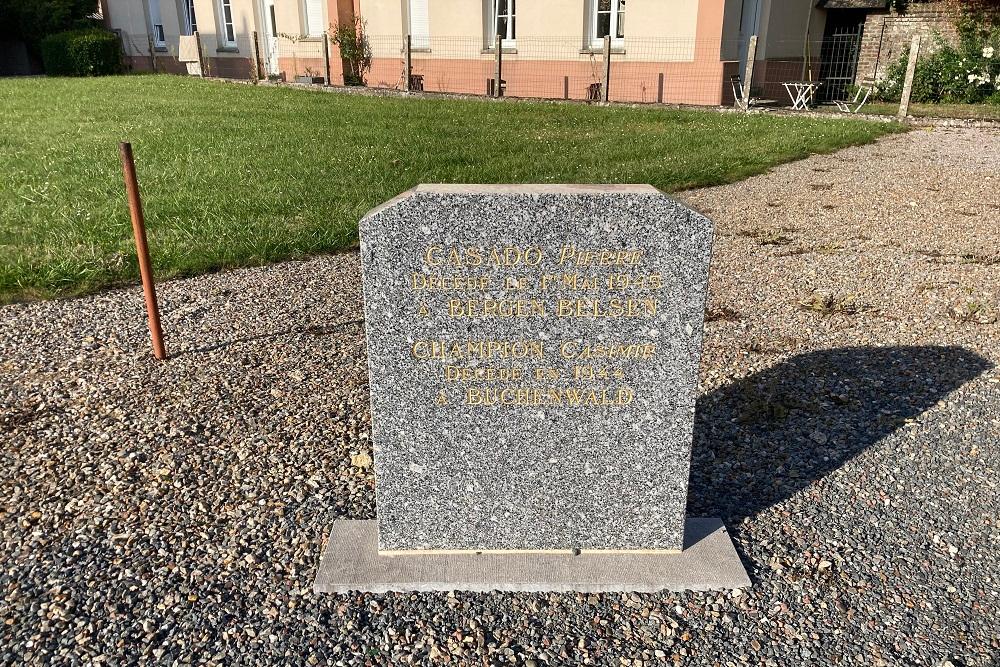 CASADO PIERRE
DÉCÉDÉ LE 1ER MAI 1945
À BERGEN BELSEN
CHAMPION CASIMIR
DÉCÉDÉ EN 1944
À BUCHENWALD